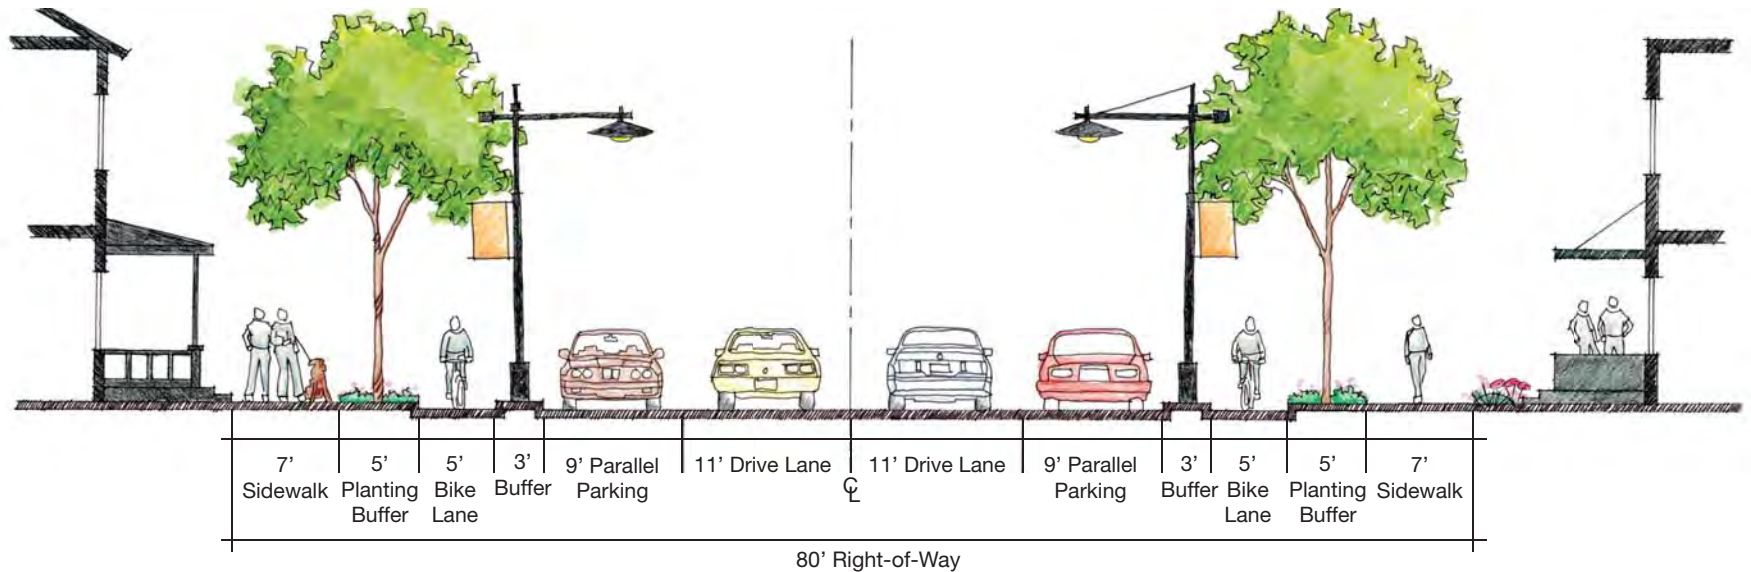 7’ Sidewalk
5’ Planting Buffer
5’ Bike Lane
3’ Buffer
9’ Parallel Parking
11’ Drive Lane
℄
11’ Drive Lane
9’ Parallel Parking
3’ Buffer
5’ Bike Lane
5’ Planting Buffer
7’ Sidewalk
80’ Right-of-Way